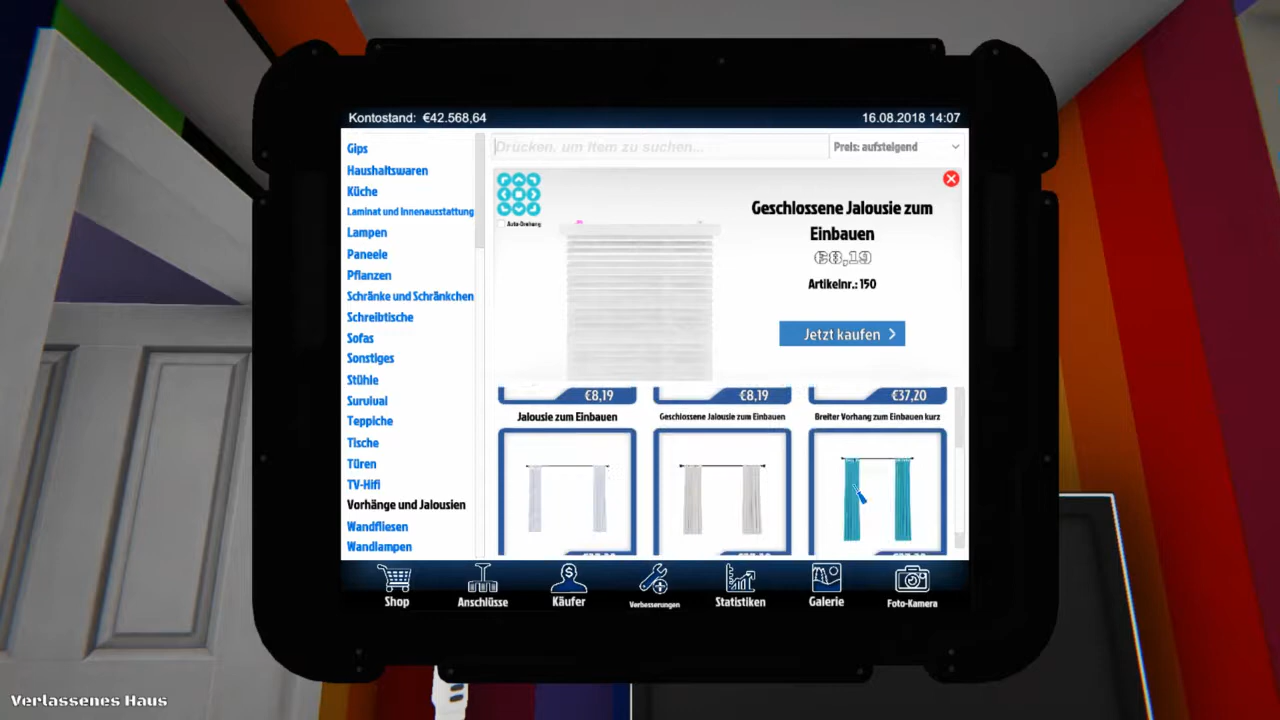 Kontostand: €42.568,64
16.08.2018 14:07
Gips
Haushaltswaren
Küche
Laminat und Innenausstattung
Lampen
Paneele
Pflanzen
Schränke und Schränkchen
Schreibtische
Sofas
Sonstiges
Stühle
Survival
Teppiche
Tische
Türen
TV-Hifi
Vorhänge und Jalousien
Wandfliesen
Wandlampen
Drücken, um Item zu suchen...
Preis: aufsteigend
Auto-Drehung
Geschlossene Jalousie zum
Einbauen
€8,19
Artikelnr.: 150
Jetzt kaufen
€8,19
€8,19
€37,20
Jalousie zum Einbauen
Geschlossene Jalousie zum Einbauen
Breiter Vorhang zum Einbauen kurz
Shop
Anschlüsse
Käufer
Verbesserungen
Statistiken
Galerie
Foto-Kamera
Verlassenes Haus